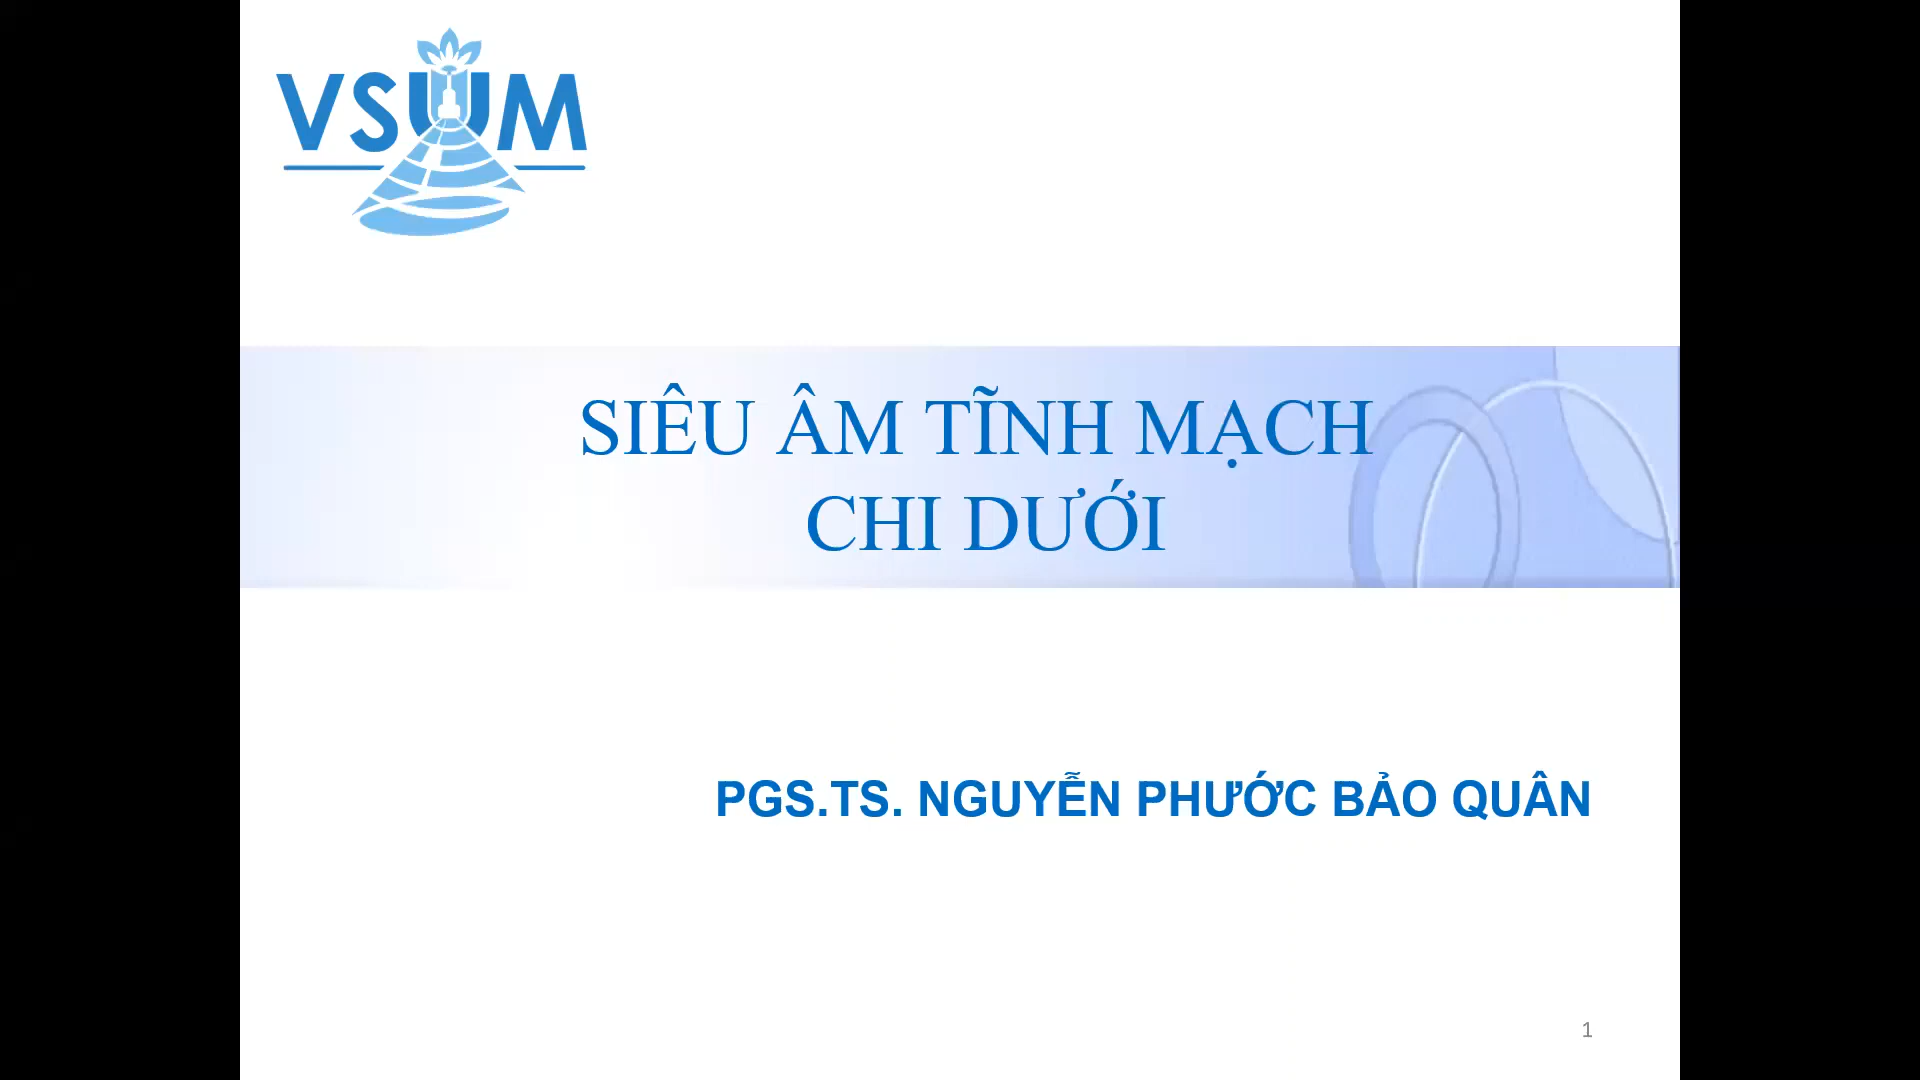 VSUM
SIÊU ÂM TĨNH MẠCH
CHI DƯỚI
PGS.TS. NGUYỄN PHƯỚC BẢO QUÂN
1